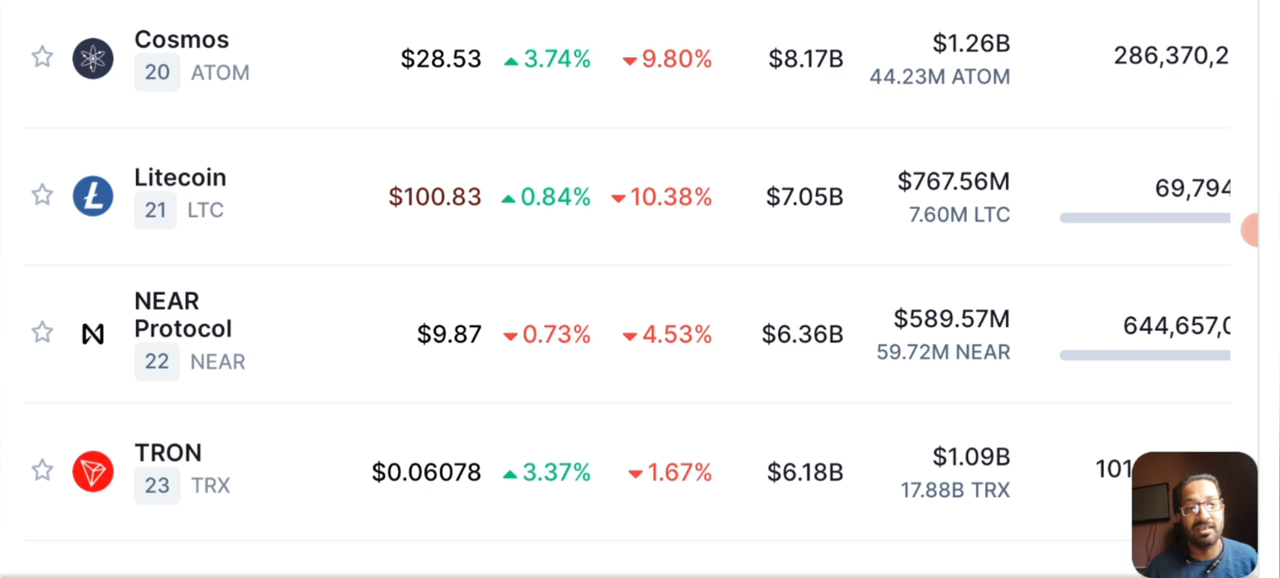 Cosmos
20 ATOM
$28.53 3.74% 9.80% $8.17B
$1.26B
44.23M ATOM
286,370,2
Litecoin
21 LTC
$100.83 0.84% 10.38% $7.05B
$767.56M
7.60M LTC
69,794
NEAR
Protocol
22 NEAR
$9.87 0.73% 4.53% $6.36B
$589.57M
59.72M NEAR
644,657,0
TRON
23 TRX
$0.06078 3.37% 1.67% $6.18B
$1.09B
17.88B TRX
101